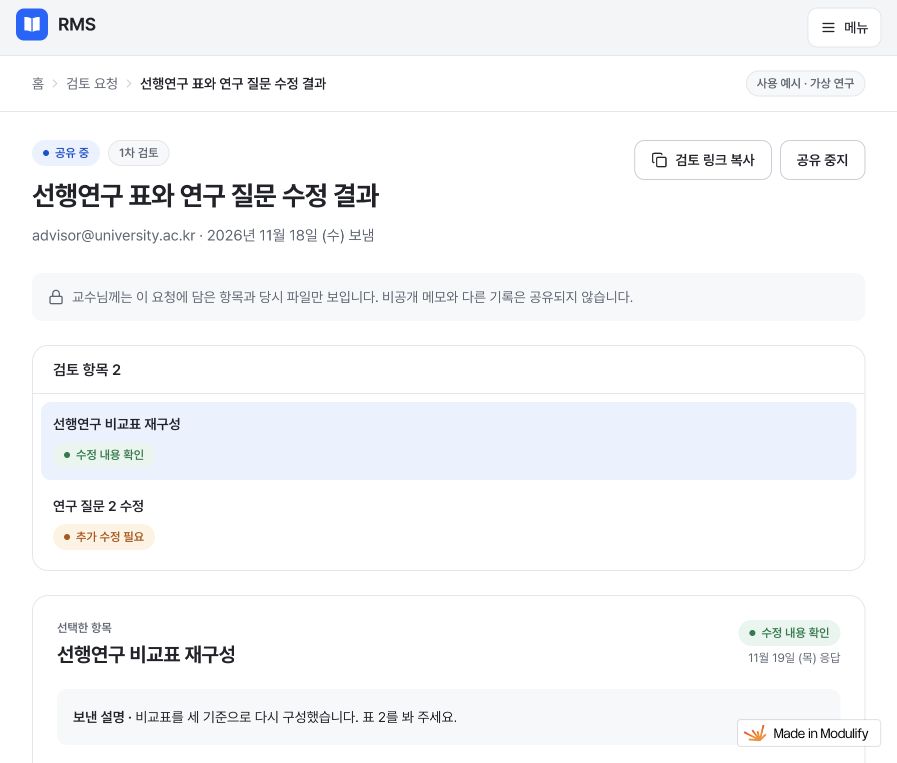 RMS
메뉴
홈 > 검토 요청 > 선행연구 표와 연구 질문 수정 결과
사용 예시 · 가상 연구
공유 중
1차 검토
검토 링크 복사
공유 중지
선행연구 표와 연구 질문 수정 결과
advisor@university.ac.kr · 2026년 11월 18일 (수) 보냄
교수님께는 이 요청에 담은 항목과 당시 파일만 보입니다. 비공개 메모와 다른 기록은 공유되지 않습니다.
검토 항목 2
선행연구 비교표 재구성
수정 내용 확인
연구 질문 2 수정
추가 수정 필요
선택한 항목
선행연구 비교표 재구성
수정 내용 확인
11월 19일 (목) 응답
보낸 설명 · 비교표를 세 기준으로 다시 구성했습니다. 표 2를 봐 주세요.
Made in Modulify